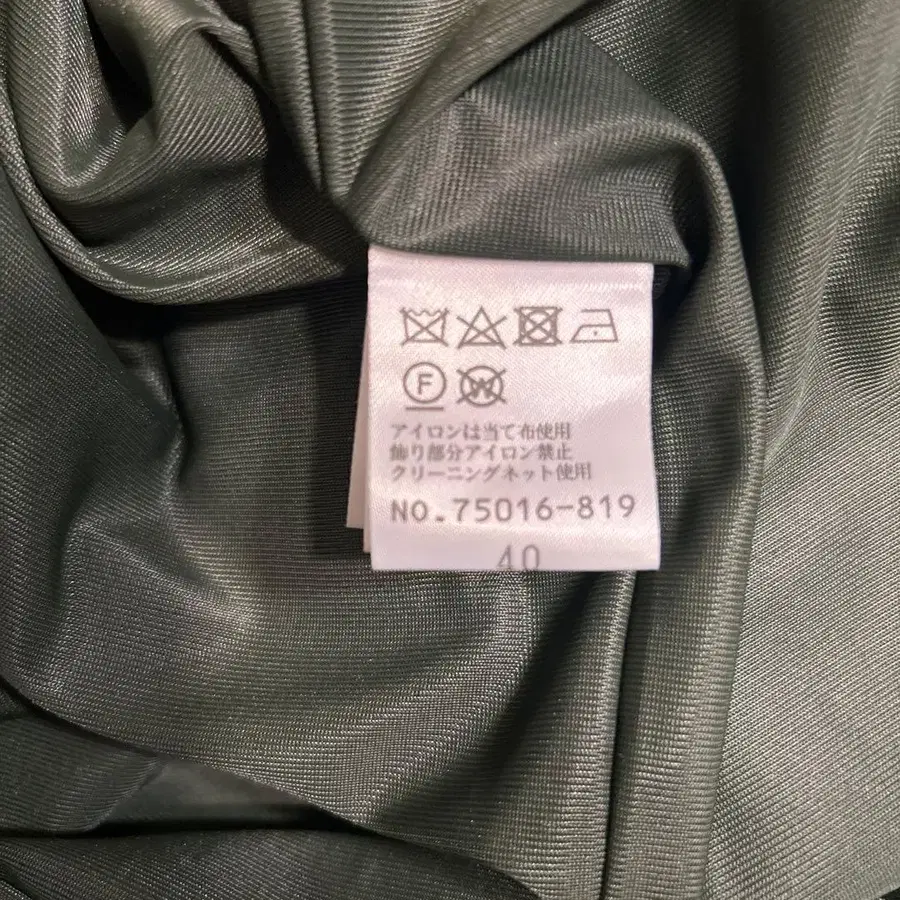 F W
アイロンは当て布使用
飾り部分アイロン禁止
クリーニングネット使用
NO.75016-819
40